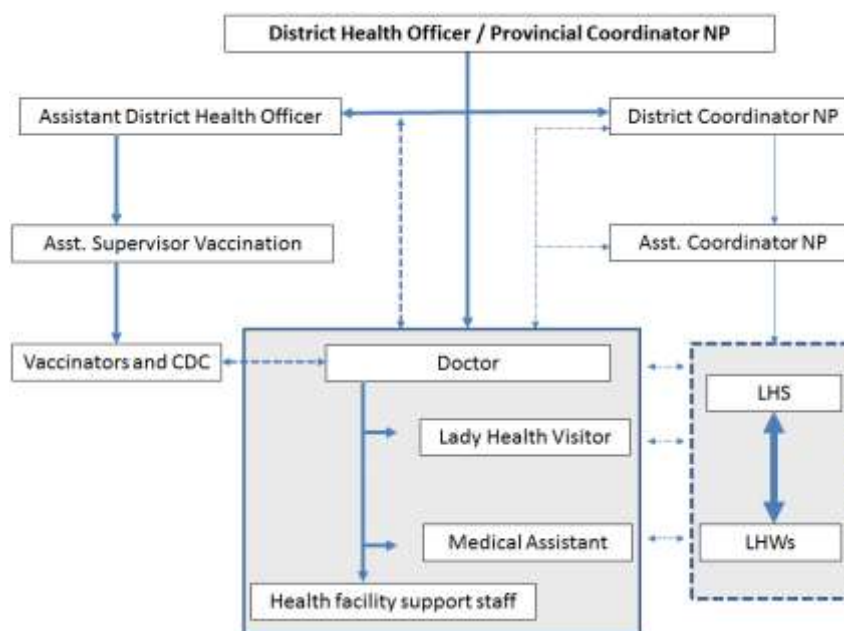 District Health Officer / Provincial Coordinator NP
Assistant District Health Officer
District Coordinator NP
Asst. Supervisor Vaccination
Asst. Coordinator NP
Vaccinators and CDC
Doctor
LHS
Lady Health Visitor
Medical Assistant
LHWs
Health facility support staff